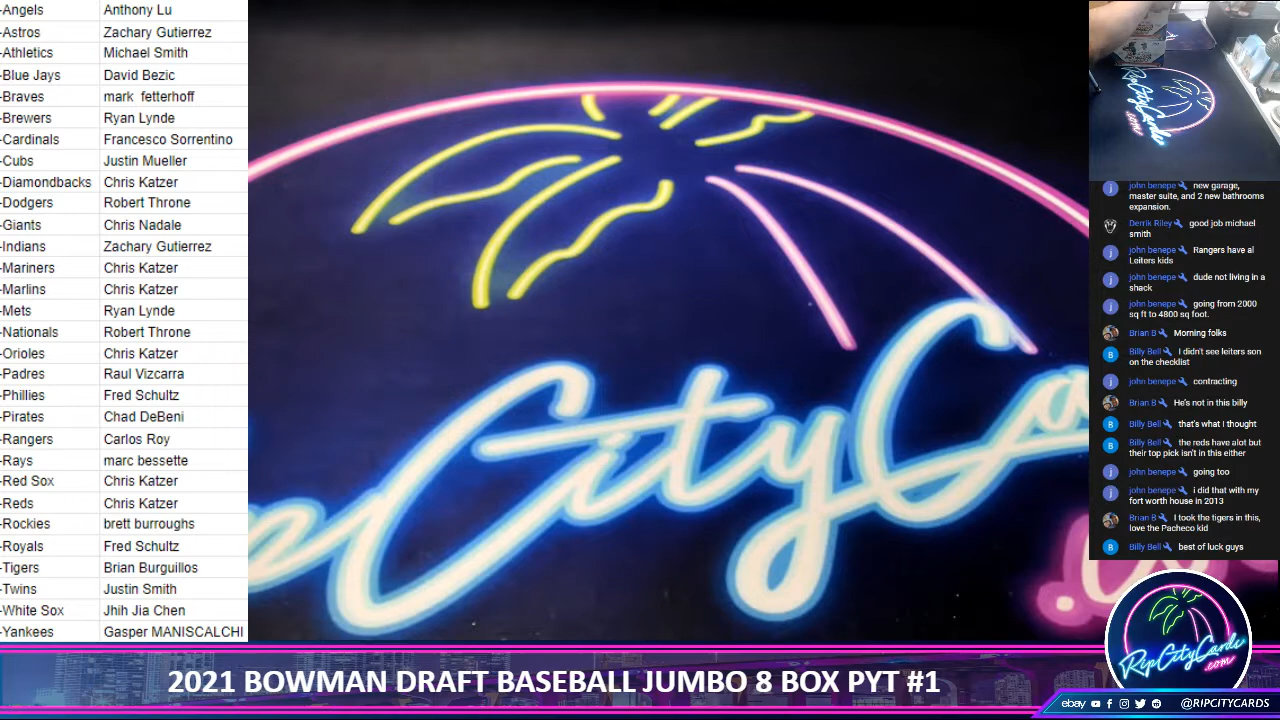 -Angels Anthony Lu
-Astros Zachary Gutierrez
-Athletics Michael Smith
-Blue Jays David Bezic
-Braves mark fetterhoff
-Brewers Ryan Lynde
-Cardinals Francesco Sorrentino
-Cubs Justin Mueller
-Diamondbacks Chris Katzer
-Dodgers Robert Throne
-Giants Chris Nadale
-Indians Zachary Gutierrez
-Mariners Chris Katzer
-Marlins Chris Katzer
-Mets Ryan Lynde
-Nationals Robert Throne
-Orioles Chris Katzer
-Padres Raul Vizcarra
-Phillies Fred Schultz
-Pirates Chad DeBeni
-Rangers Carlos Roy
-Rays marc bessette
-Red Sox Chris Katzer
-Reds Chris Katzer
-Rockies brett burroughs
-Royals Fred Schultz
-Tigers Brian Burguillos
-Twins Justin Smith
-White Sox Jhih Jia Chen
-Yankees Gasper MANISCALCHI
City Ca
RipCityCards
.com
john benepe new garage,
master suite, and 2 new bathrooms
expansion.
Derrik Riley good job michael
smith
john benepe Rangers have al
Leiters kids
john benepe dude not living in a
shack
john benepe going from 2000
sq ft to 4800 sq foot.
Brian B Morning folks
Billy Bell I didn't see leiters son
on the checklist
john benepe contracting
Brian B He's not in this billy
Billy Bell that's what I thought
Billy Bell the reds have alot but
their top pick isn't in this either
john benepe going too
john benepe i did that with my
fort worth house in 2013
Brian B I took the tigers in this,
love the Pacheco kid
Billy Bell best of luck guys
RipCityCards
.com
2021 BOWMAN DRAFT BASEBALL JUMBO 8 BOX PYT #1
ebay @RIPCITYCARDS